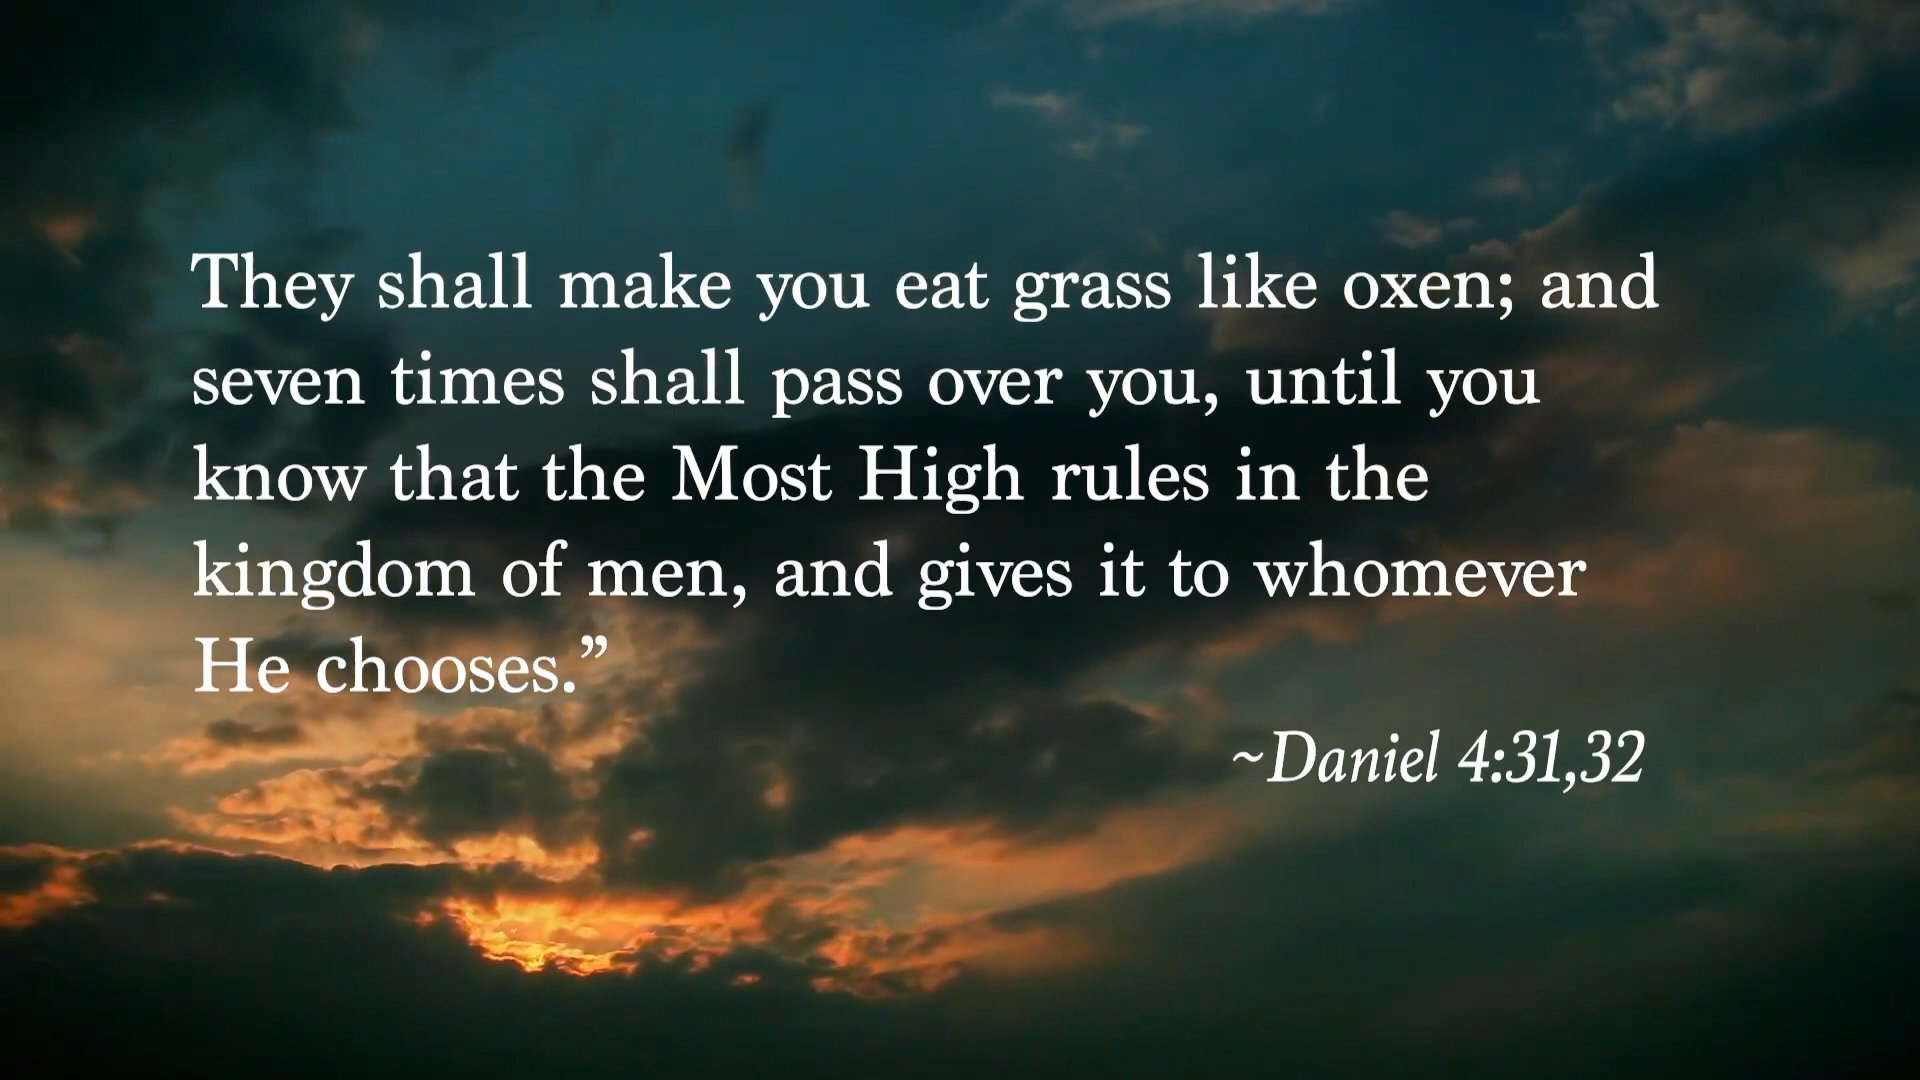 They shall make you eat grass like oxen; and
seven times shall pass over you, until you
know that the Most High rules in the
kingdom of men, and gives it to whomever
He chooses.”
~Daniel 4:31,32